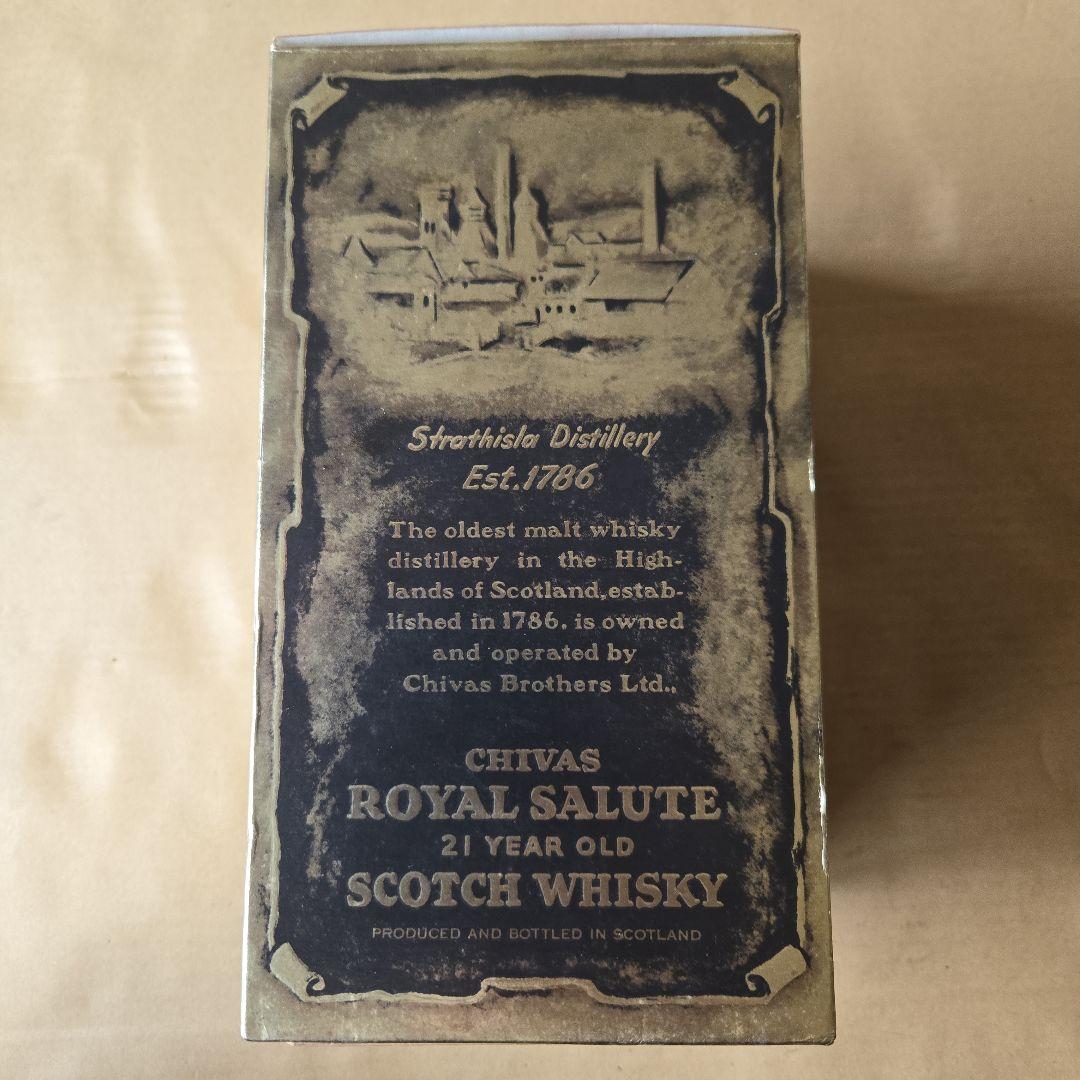 Strathisla Distillery
Est.1786
The oldest malt whisky
distillery in the High-
lands of Scotland,estab-
lished in 1786. is owned
and operated by
Chivas Brothers Ltd.,
CHIVAS
ROYAL SALUTE
21 YEAR OLD
SCOTCH WHISKY
PRODUCED AND BOTTLED IN SCOTLAND